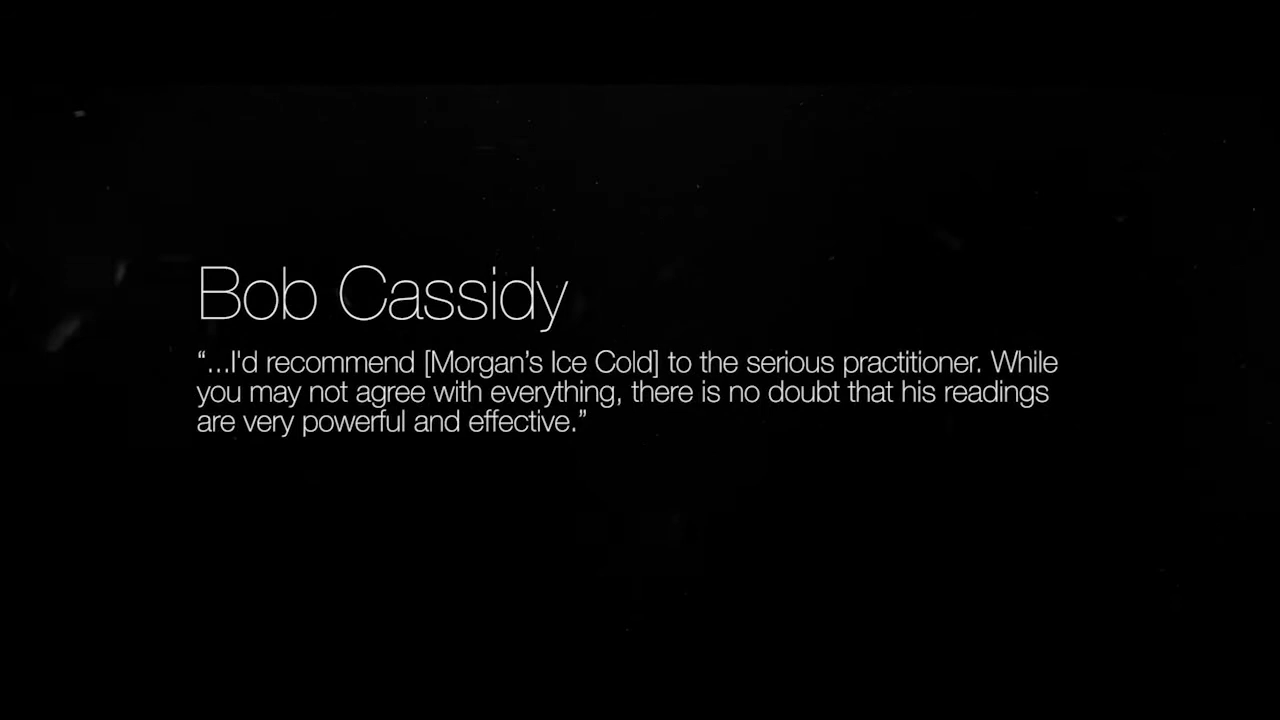 Bob Cassidy
“...I'd recommend [Morgan’s Ice Cold] to the serious practitioner. While
you may not agree with everything, there is no doubt that his readings
are very powerful and effective.”